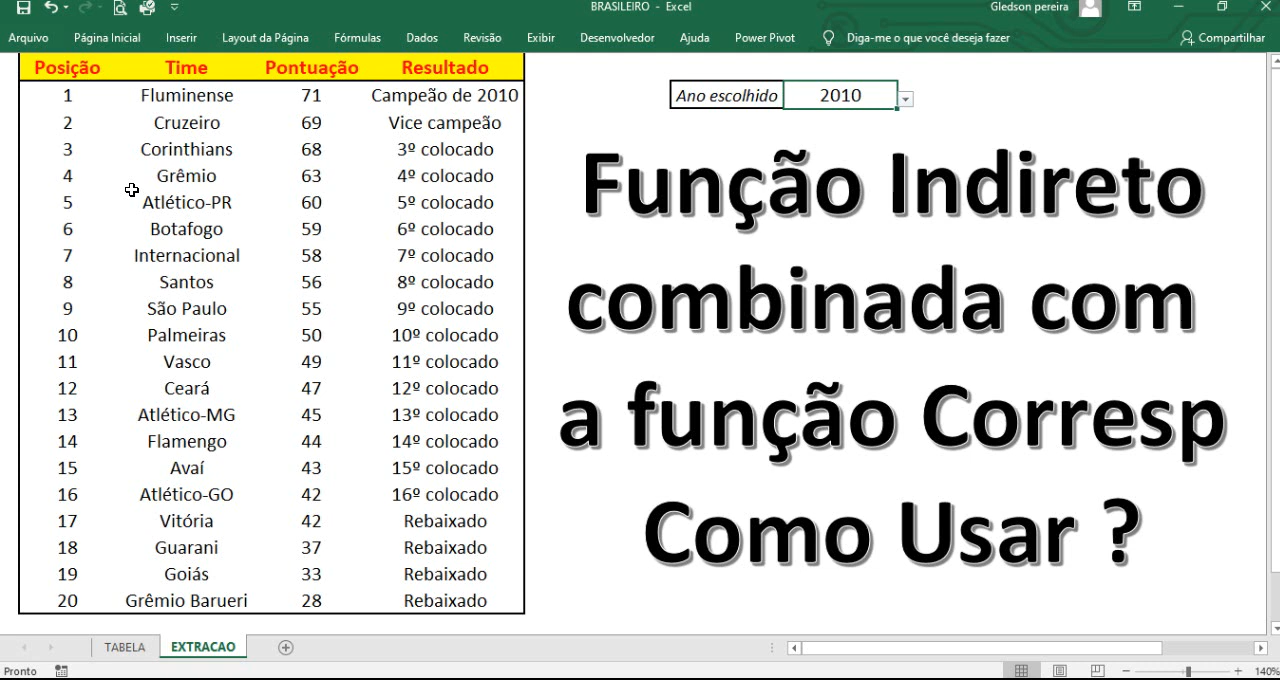 BRASILEIRO - Excel
Gledson pereira
Arquivo Página Inicial Inserir Layout da Página Fórmulas Dados Revisão Exibir Desenvolvedor Ajuda Power Pivot Diga-me o que você deseja fazer Compartilhar
Posição Time Pontuação Resultado
1 Fluminense 71 Campeão de 2010
2 Cruzeiro 69 Vice campeão
3 Corinthians 68 3º colocado
4 Grêmio 63 4º colocado
5 Atlético-PR 60 5º colocado
6 Botafogo 59 6º colocado
7 Internacional 58 7º colocado
8 Santos 56 8º colocado
9 São Paulo 55 9º colocado
10 Palmeiras 50 10º colocado
11 Vasco 49 11º colocado
12 Ceará 47 12º colocado
13 Atlético-MG 45 13º colocado
14 Flamengo 44 14º colocado
15 Avaí 43 15º colocado
16 Atlético-GO 42 16º colocado
17 Vitória 42 Rebaixado
18 Guarani 37 Rebaixado
19 Goiás 33 Rebaixado
20 Grêmio Barueri 28 Rebaixado
Ano escolhido 2010
Função Indireto
combinada com
a função Corresp
Como Usar ?
TABELA EXTRACAO
Pronto
140%